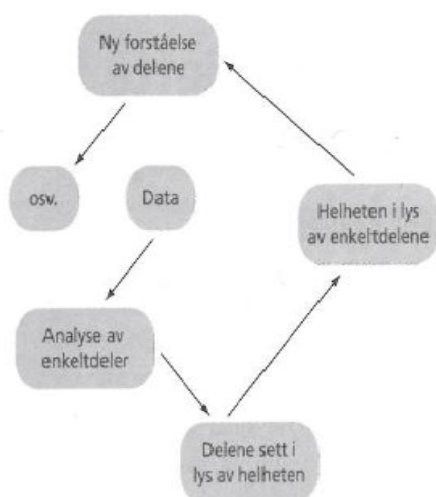 Ny forståelse
av delene
osv.
Data
Helheten i lys
av enkeltdelene
Analyse av
enkeltdeler
Delene sett i
lys av helheten